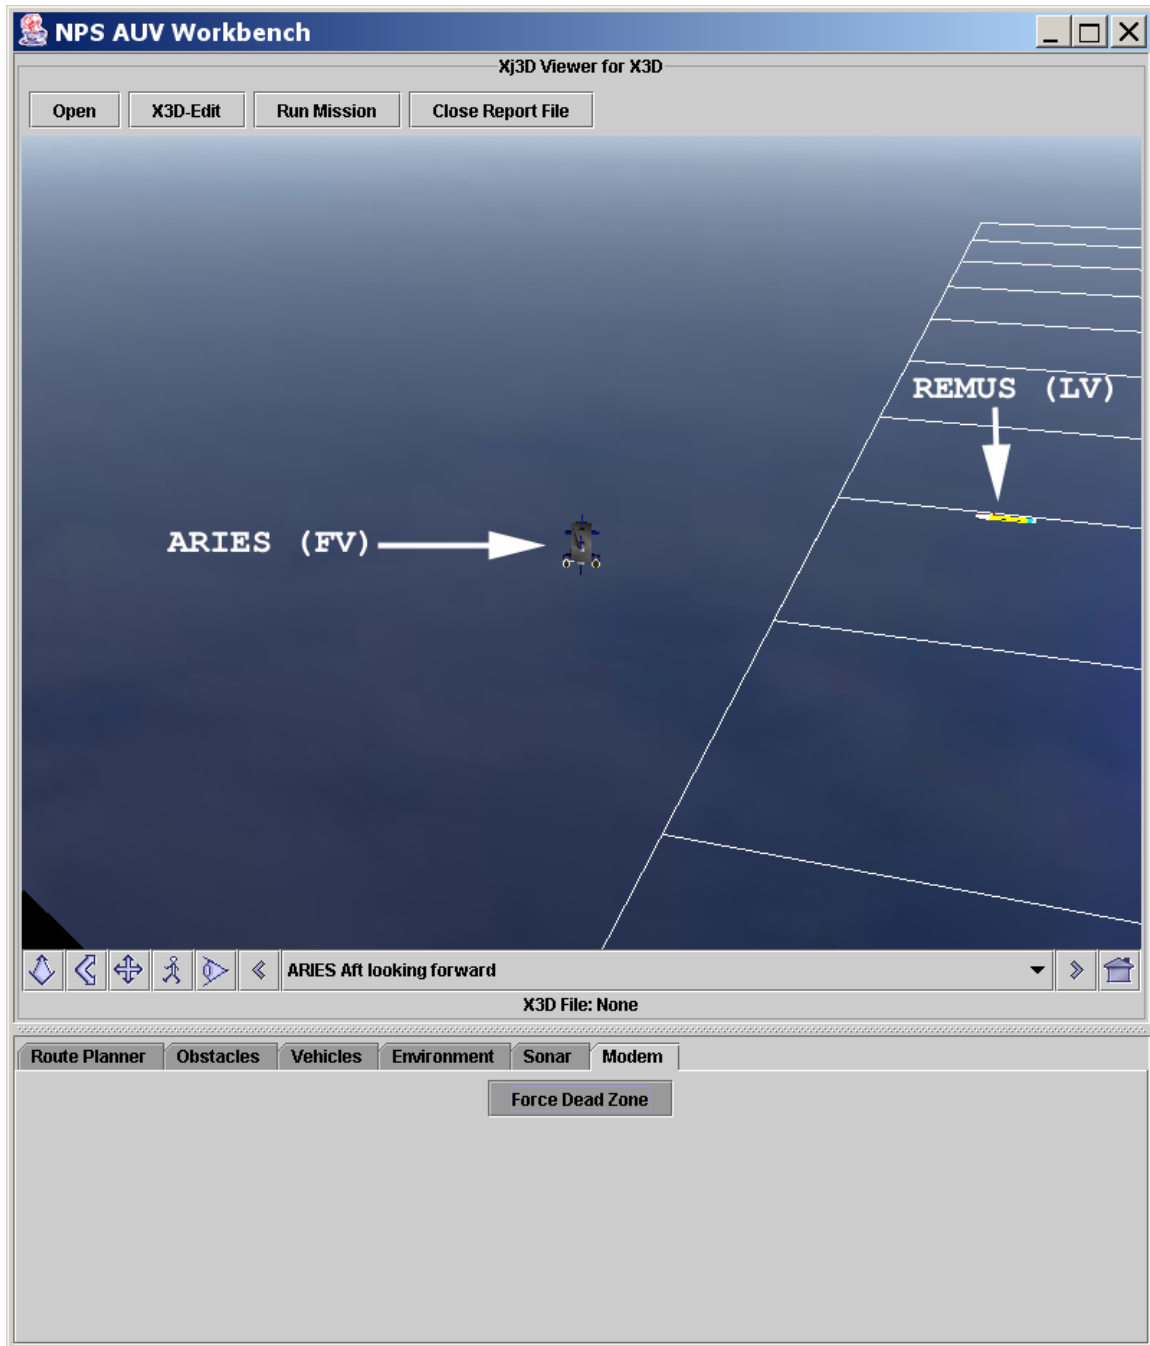 NPS AUV Workbench
Xj3D Viewer for X3D
Open X3D-Edit Run Mission Close Report File
REMUS (LV)
ARIES (FV)
ARIES Aft looking forward
X3D File: None
Route Planner Obstacles Vehicles Environment Sonar Modem
Force Dead Zone